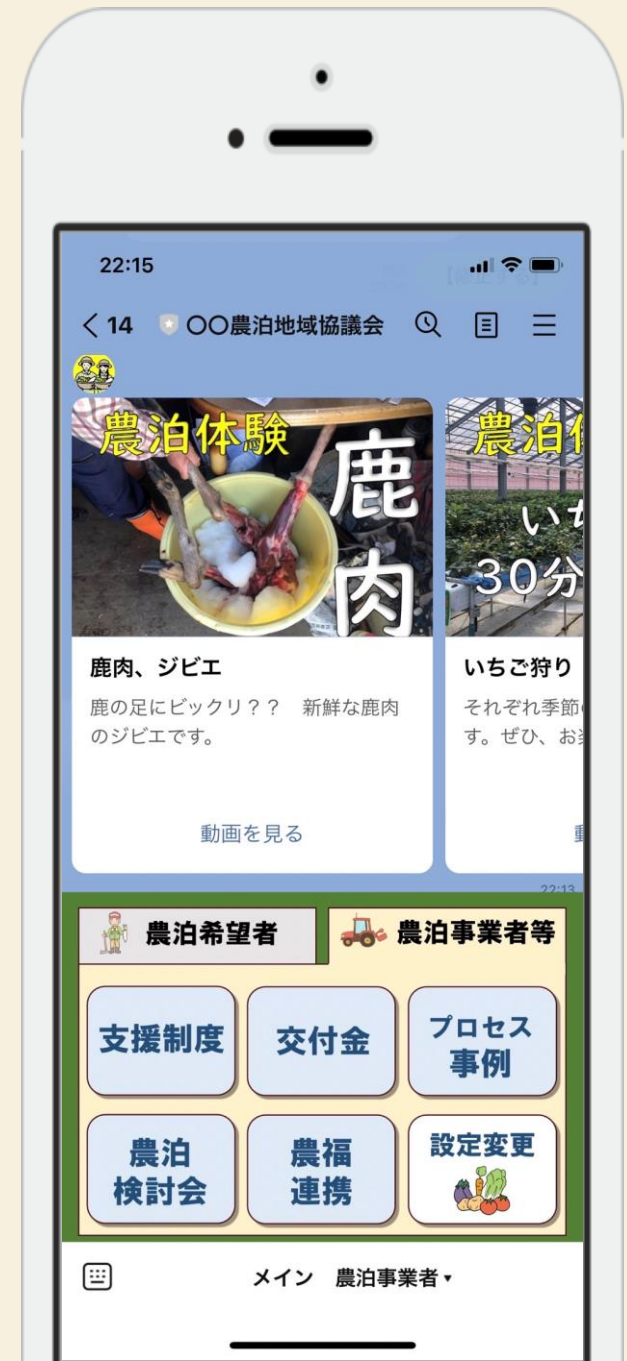 22:15
14 〇〇農泊地域協議会
農泊体験
鹿肉
農泊
いち
30分
鹿肉、ジビエ
鹿の足にビックリ?? 新鮮な鹿肉
のジビエです。
動画を見る
いちご狩り
それぞれ季節
す。ぜひ、お
22:13
農泊希望者
農泊事業者等
支援制度
交付金
プロセス
事例
農泊
検討会
農福
連携
設定変更
メイン 農泊事業者▾